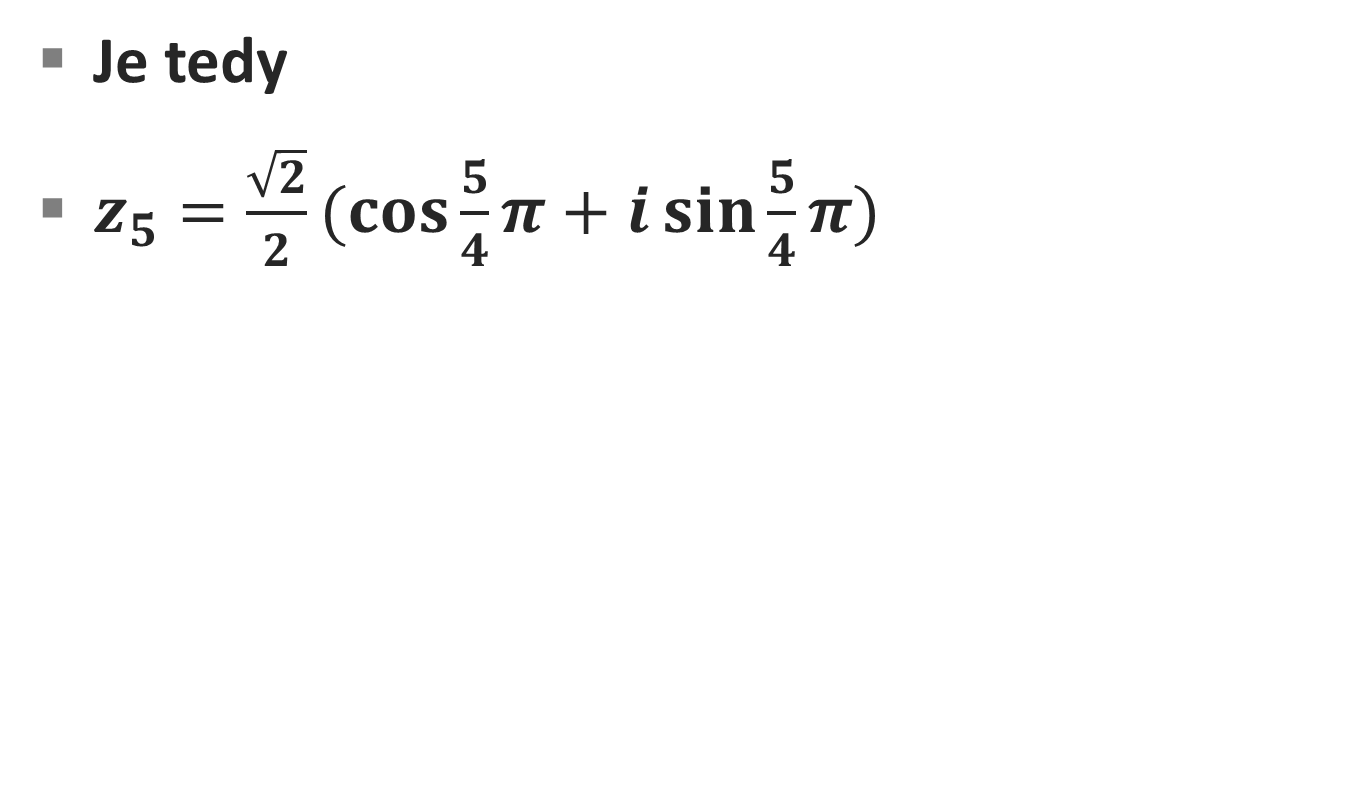 ▪ Je tedy
▪ z₅ = √2/2 (cos 5/4 π + i sin 5/4 π)